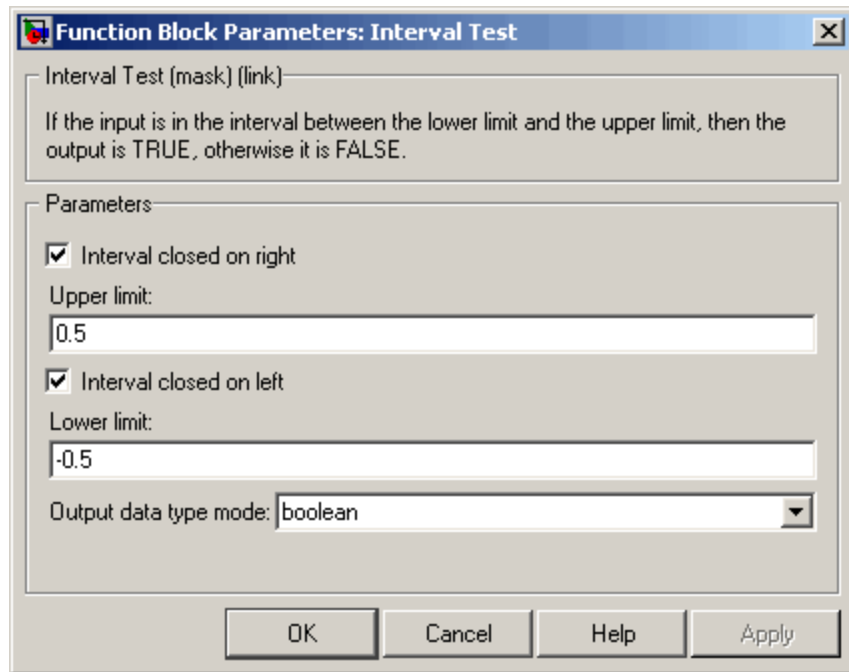 Function Block Parameters: Interval Test
Interval Test (mask) (link)
If the input is in the interval between the lower limit and the upper limit, then the
output is TRUE, otherwise it is FALSE.
Parameters
Interval closed on right
Upper limit:
0.5
Interval closed on left
Lower limit:
-0.5
Output data type mode: boolean
OK Cancel Help Apply